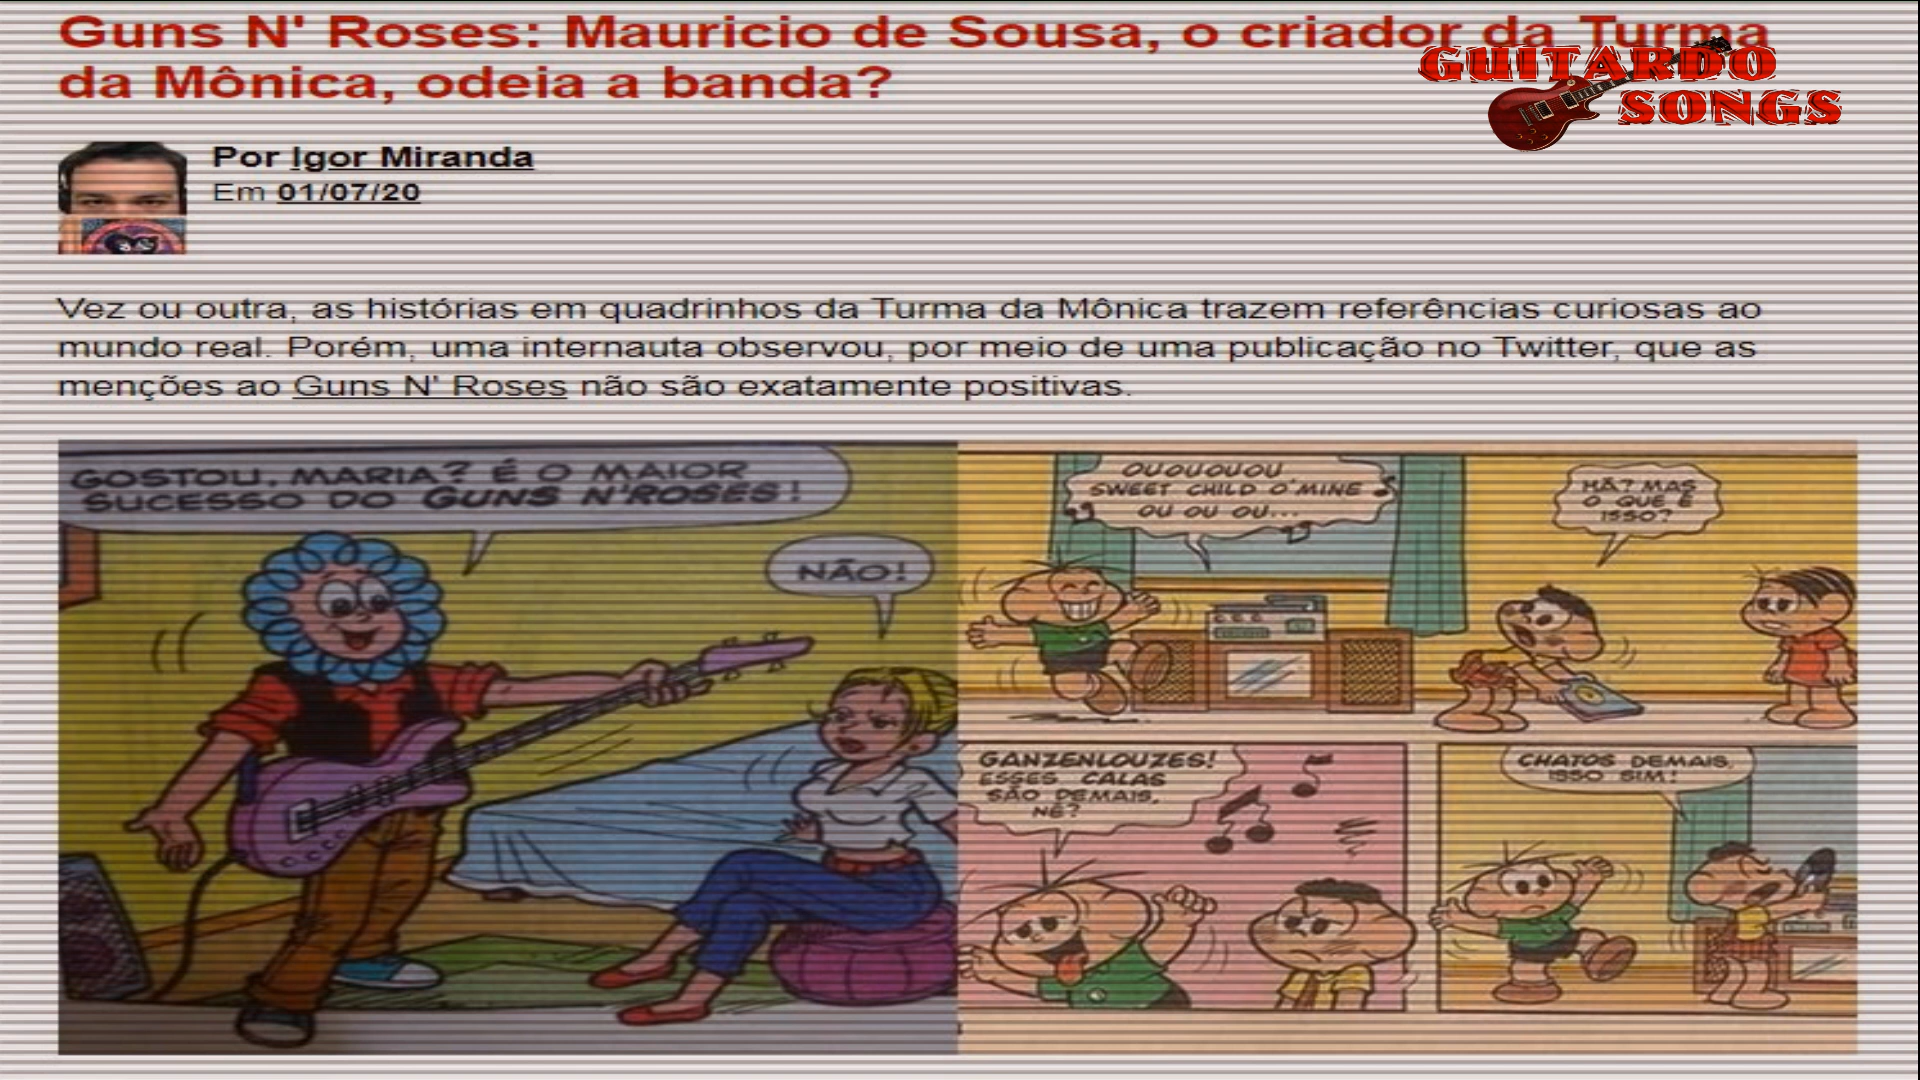 Guns N' Roses: Mauricio de Sousa, o criador da Turma
da Mônica, odeia a banda?
GUITARDO
SONGS
Por Igor Miranda
Em 01/07/20
Vez ou outra, as histórias em quadrinhos da Turma da Mônica trazem referências curiosas ao
mundo real. Porém, uma internauta observou, por meio de uma publicação no Twitter, que as
menções ao Guns N' Roses não são exatamente positivas.
GOSTOU, MARIA? É O MAIOR
SUCESSO DO GUNS N'ROSES!
NÃO!
OUOUOUOU...
SWEET CHILD O'MINE
OU OU OU...
HÃ? MAS
O QUE É
ISSO?
GANZENLOUZES!
ESSES CALAS
SÃO DEMAIS,
NÉ?
CHATOS DEMAIS,
ISSO SIM!